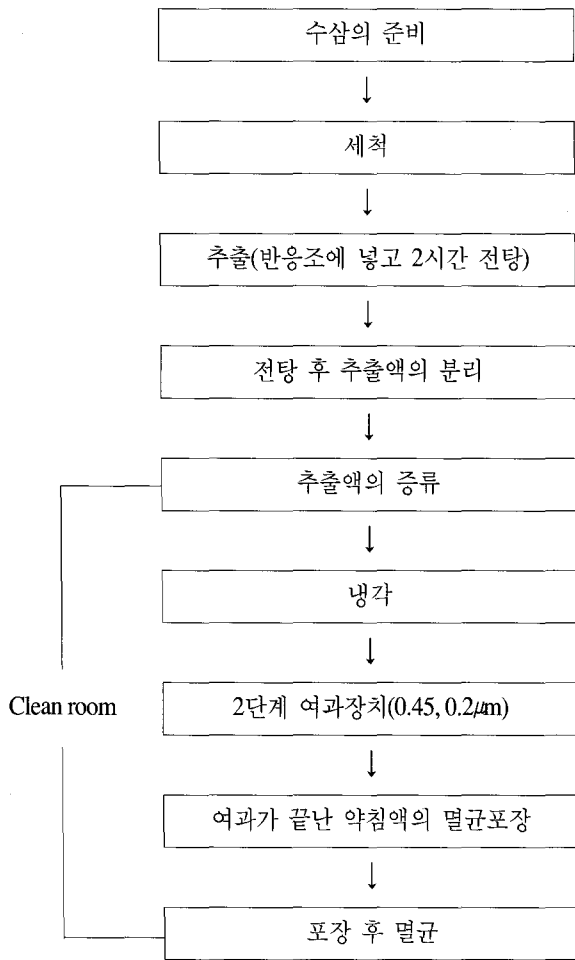 수삼의 준비
↓
세척
↓
추출(반응조에 넣고 2시간 전탕)
↓
전탕 후 추출액의 분리
↓
추출액의 증류
↓
냉각
↓
Clean room
2단계 여과장치(0.45, 0.2㎛)
↓
여과가 끝난 약침액의 멸균포장
↓
포장 후 멸균